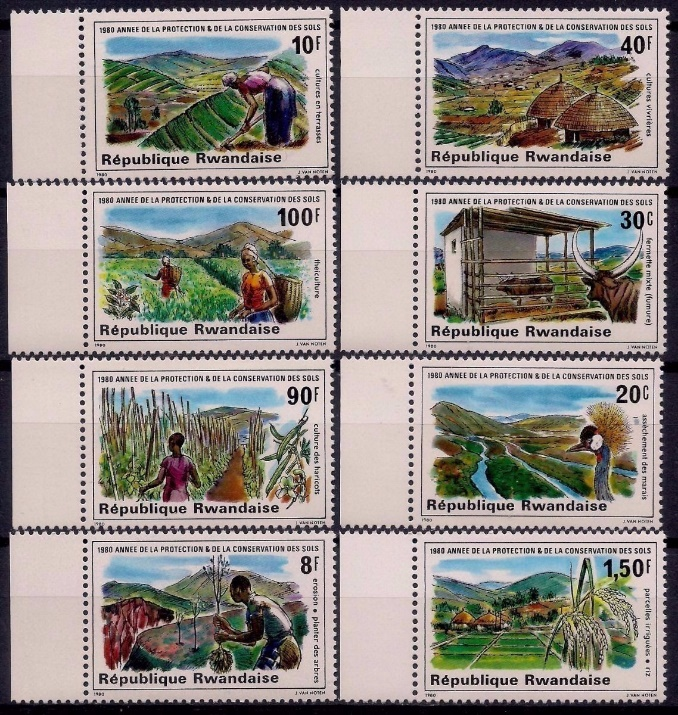 1980 ANNEE DE LA PROTECTION & DE LA CONSERVATION DES SOLS
10F
cultures en terrasses
République Rwandaise
1980
J. VAN NOTEN
1980 ANNEE DE LA PROTECTION & DE LA CONSERVATION DES SOLS
40F
cultures vivrières
République Rwandaise
1980
J. VAN NOTEN
1980 ANNEE DE LA PROTECTION & DE LA CONSERVATION DES SOLS
100F
theiculture
République Rwandaise
1980
J. VAN NOTEN
1980 ANNEE DE LA PROTECTION & DE LA CONSERVATION DES SOLS
30C
fermette mixte (fumure)
République Rwandaise
1980
J. VAN NOTEN
1980 ANNEE DE LA PROTECTION & DE LA CONSERVATION DES SOLS
90F
culture des haricots
République Rwandaise
1980
J. VAN NOTEN
1980 ANNEE DE LA PROTECTION & DE LA CONSERVATION DES SOLS
20C
assèchement des marais
République Rwandaise
1980
J. VAN NOTEN
1980 ANNEE DE LA PROTECTION & DE LA CONSERVATION DES SOLS
8F
erosion • planter des arbres
République Rwandaise
1980
J. VAN NOTEN
1980 ANNEE DE LA PROTECTION & DE LA CONSERVATION DES SOLS
1,50F
parcelles irriguées • riz
République Rwandaise
1980
J. VAN NOTEN